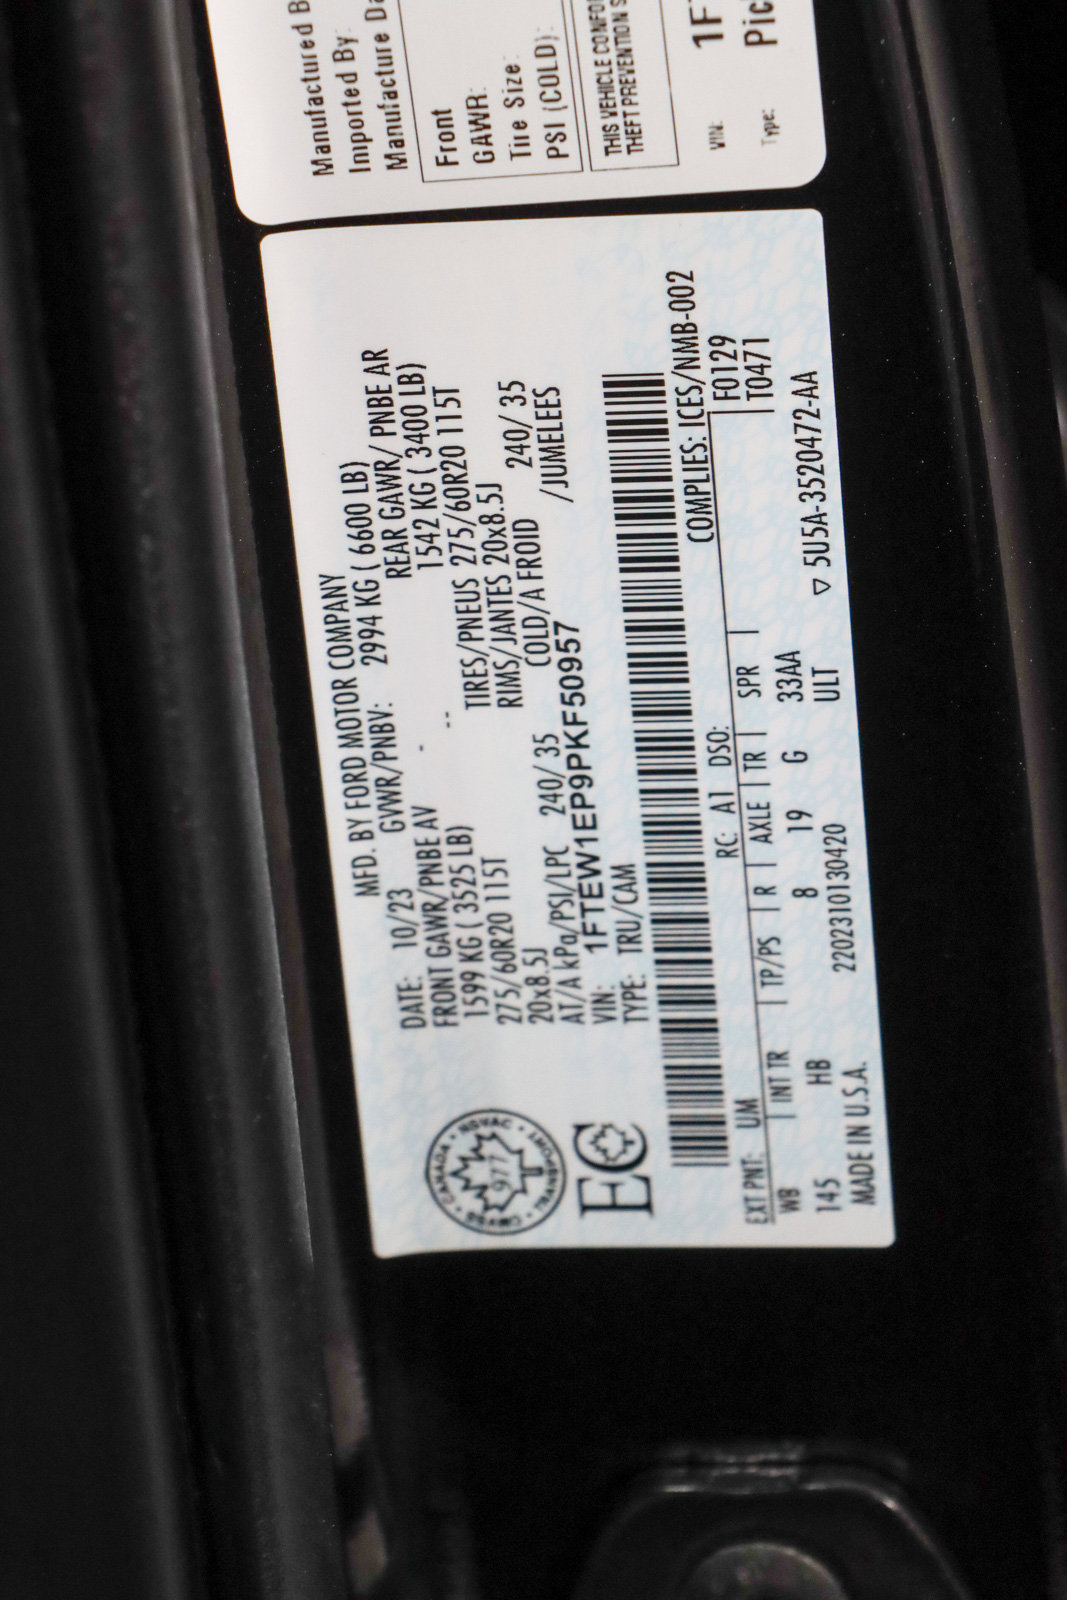 MFD. BY FORD MOTOR COMPANY
DATE: 10/23 GVWR/PNBV: 2994 KG ( 6600 LB)
FRONT GAWR/PNBE AV - REAR GAWR/ PNBE AR
1599 KG ( 3525 LB) -- 1542 KG ( 3400 LB)
275/60R20 115T TIRES/PNEUS 275/60R20 115T
20x8.5J RIMS/JANTES 20x8.5J
AT/A kPa/PSI/LPC 240/ 35 COLD/A FROID 240/ 35
VIN: 1FTEW1EP9PKF50957 /JUMELEES
TYPE: TRU/CAM
COMPLIES: ICES/NMB-002
EXT PNT: UM RC: A1 DSO: F0129
WB INT TR TP/PS R AXLE TR SPR T0471
145 HB 8 19 G 33AA
MADE IN U.S.A. 2202310130420 ULT ▽ 5U5A-3520472-AA
CANADA
TRANSPORT
977
EC
Manufactured B
Imported By:
Manufacture Da
Front
GAWR:
Tire Size:
PSI (COLD):
THIS VEHICLE CONFO
THEFT PREVENTION S
VIN: 1F
Type: Pic